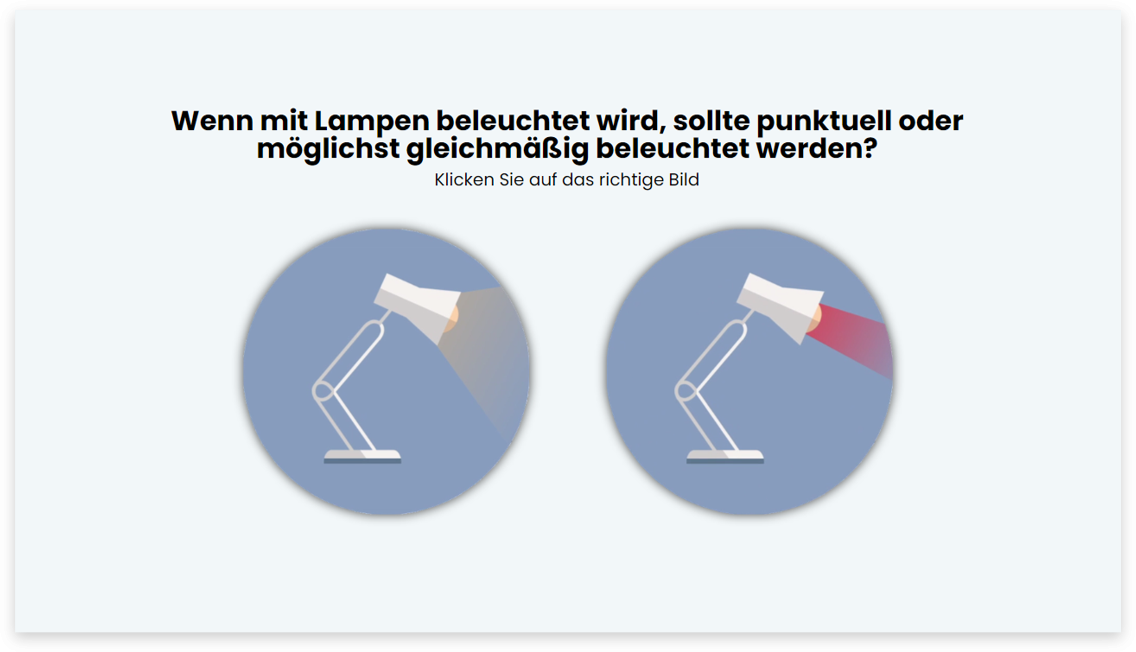 Wenn mit Lampen beleuchtet wird, sollte punktuell oder
möglichst gleichmäßig beleuchtet werden?
Klicken Sie auf das richtige Bild